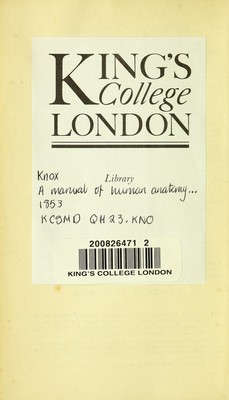 KING'S
College
LONDON
Knox
Library
A manual of human anatomy...
1853
KCSMD QH23.KNO
200826471 2
KING'S COLLEGE LONDON